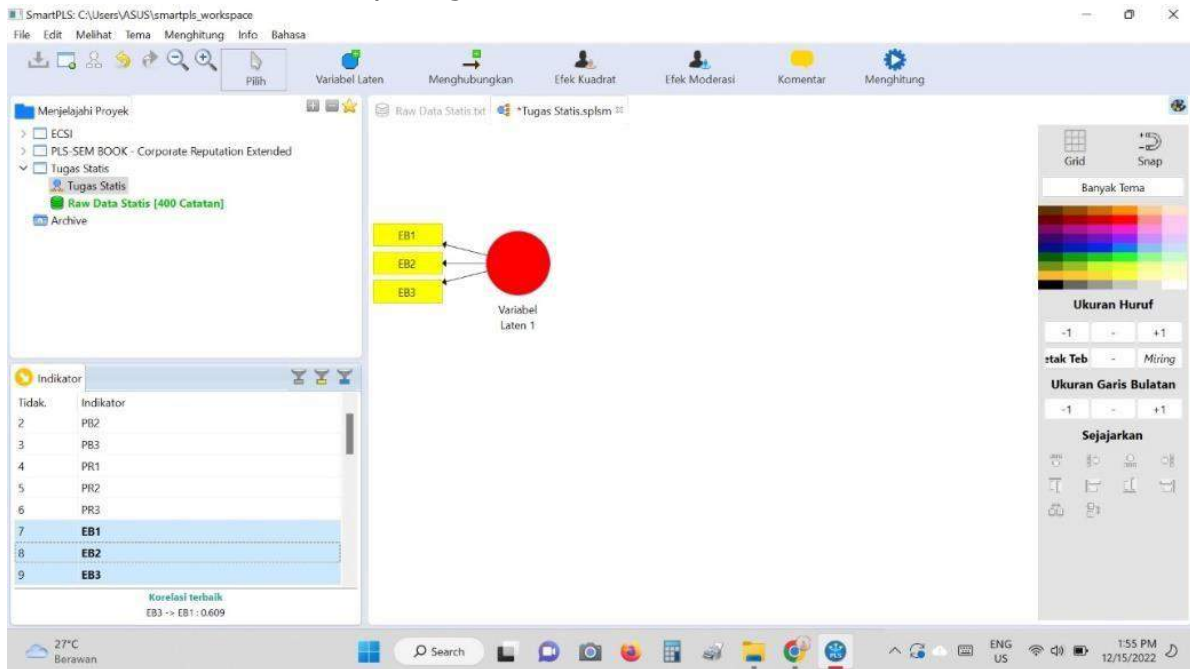 SmartPLS: C:\Users\ASUS\smartpls_workspace
File Edit Melihat Tema Menghitung Info Bahasa
Pilih Variabel Laten Menghubungkan Efek Kuadrat Efek Moderasi Komentar Menghitung
Menjelajahi Proyek
ECSI
PLS-SEM BOOK - Corporate Reputation Extended
Tugas Statis
Tugas Statis
Raw Data Statis [400 Catatan]
Archive
Indikator
Tidak. Indikator
2 PB2
3 PB3
4 PR1
5 PR2
6 PR3
7 EB1
8 EB2
9 EB3
Korelasi terbaik
EB3 -> EB1 : 0.609
Raw Data Statis.txt *Tugas Statis.splsm
EB1
EB2
EB3
Variabel
Laten 1
Grid Snap
Banyak Tema
Ukuran Huruf
-1 - +1
etak Teb - Miring
Ukuran Garis Bulatan
-1 - +1
Sejajarkan
27°C
Berawan
Search
ENG
US
1:55 PM
12/15/2022